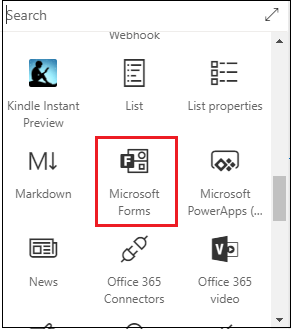 Search
Webhook
Kindle Instant
Preview
List
List properties
Markdown
Microsoft
Forms
Microsoft
PowerApps (...
News
Office 365
Connectors
Office 365
video